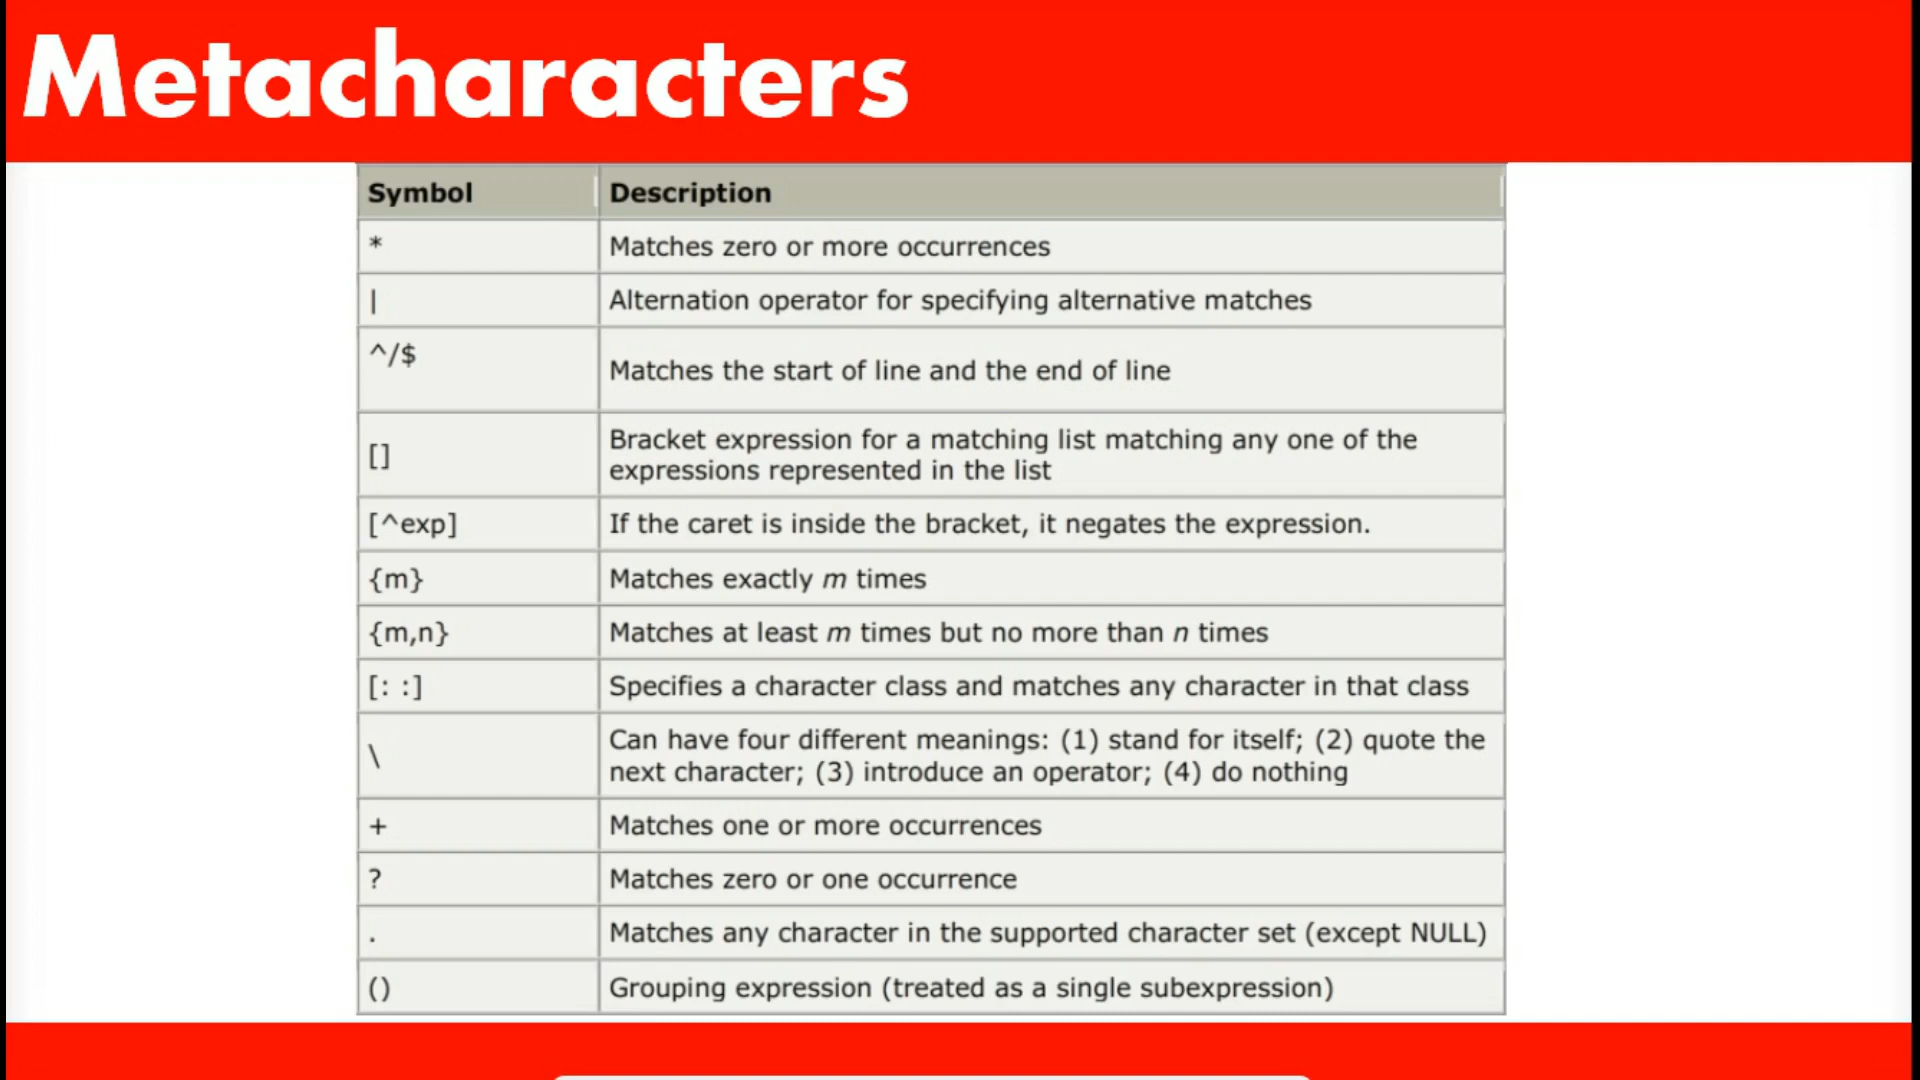 Metacharacters
Symbol Description
* Matches zero or more occurrences
| Alternation operator for specifying alternative matches
^/$ Matches the start of line and the end of line
[] Bracket expression for a matching list matching any one of the
expressions represented in the list
[^exp] If the caret is inside the bracket, it negates the expression.
{m} Matches exactly m times
{m,n} Matches at least m times but no more than n times
[: :] Specifies a character class and matches any character in that class
\ Can have four different meanings: (1) stand for itself; (2) quote the
next character; (3) introduce an operator; (4) do nothing
+ Matches one or more occurrences
? Matches zero or one occurrence
. Matches any character in the supported character set (except NULL)
() Grouping expression (treated as a single subexpression)